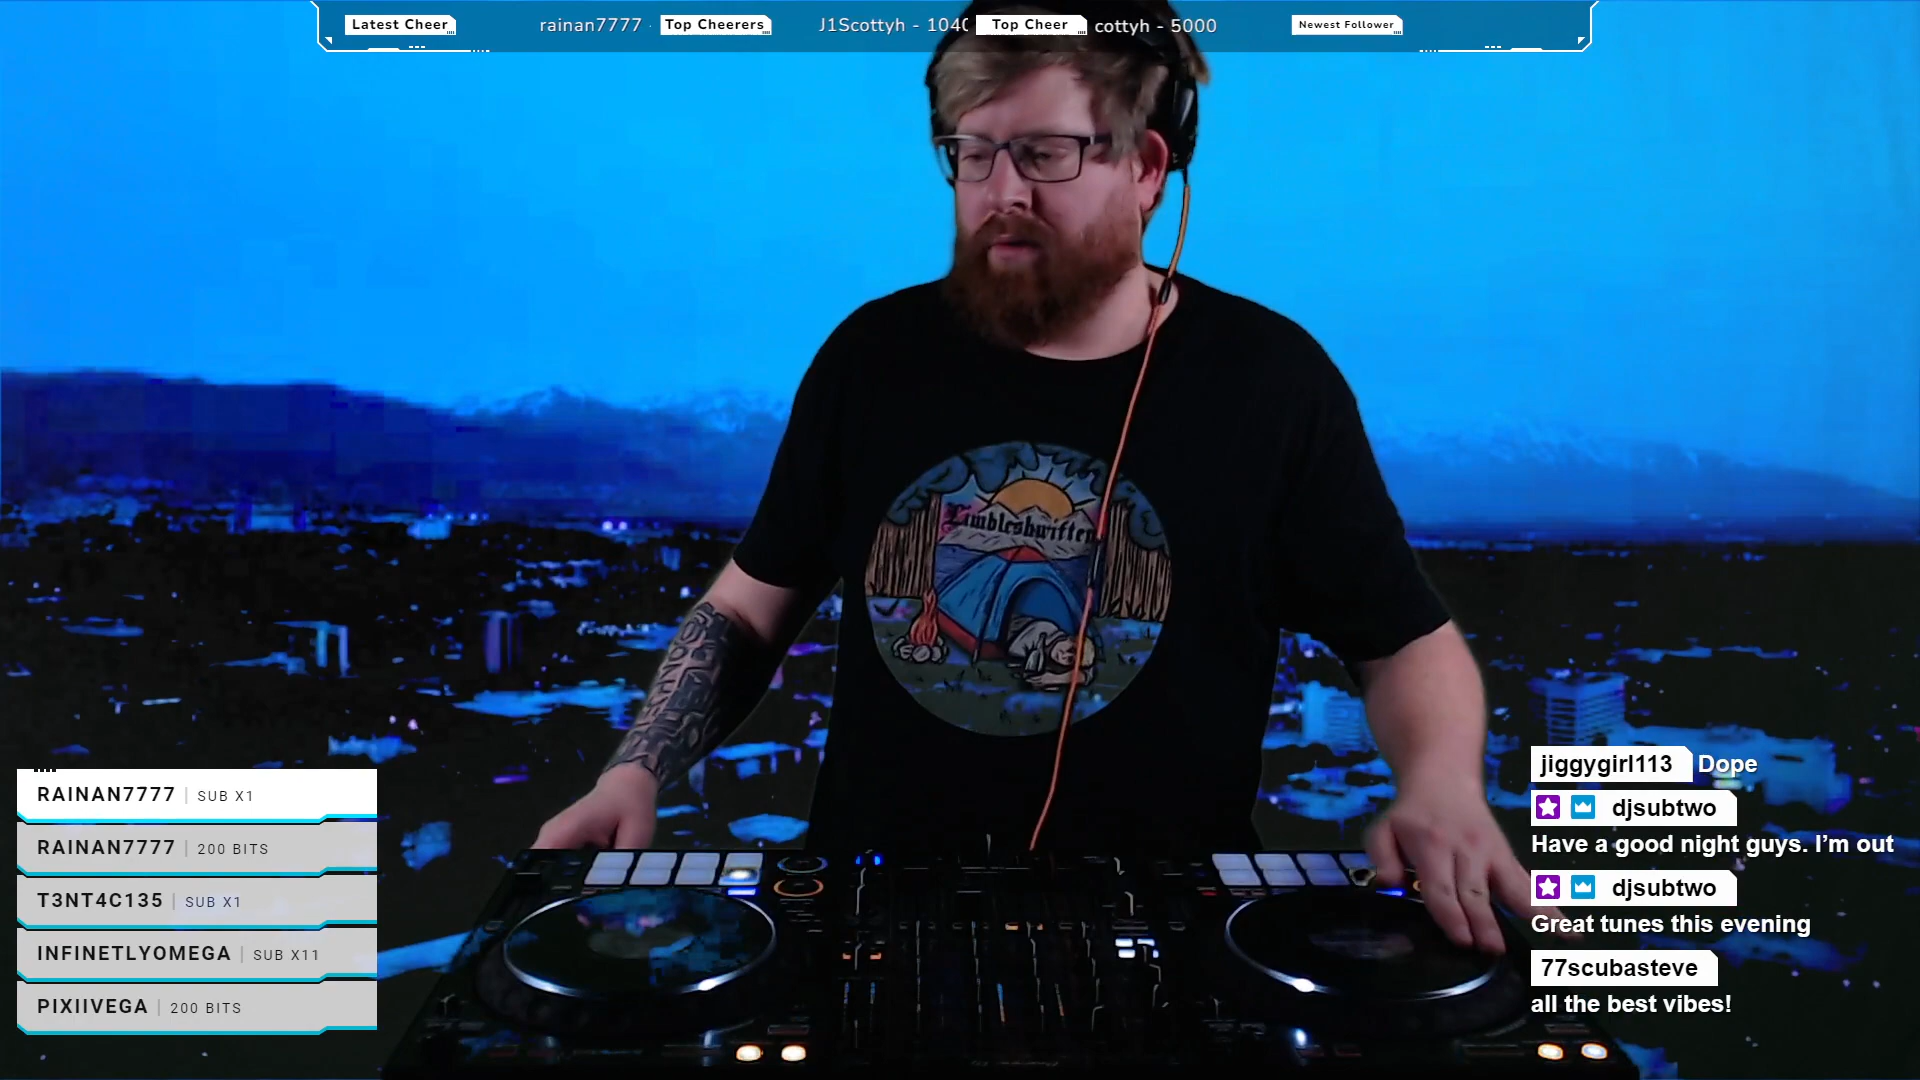 Latest Cheer
rainan7777 ·
Top Cheerers
J1Scottyh - 1040
Top Cheer
cottyh - 5000
Newest Follower
RAINAN7777 | SUB X1
RAINAN7777 | 200 BITS
T3NT4C135 | SUB X1
INFINETLYOMEGA | SUB X11
PIXIIVEGA | 200 BITS
jiggygirl113 Dope
djsubtwo
Have a good night guys. I'm out
djsubtwo
Great tunes this evening
77scubasteve
all the best vibes!